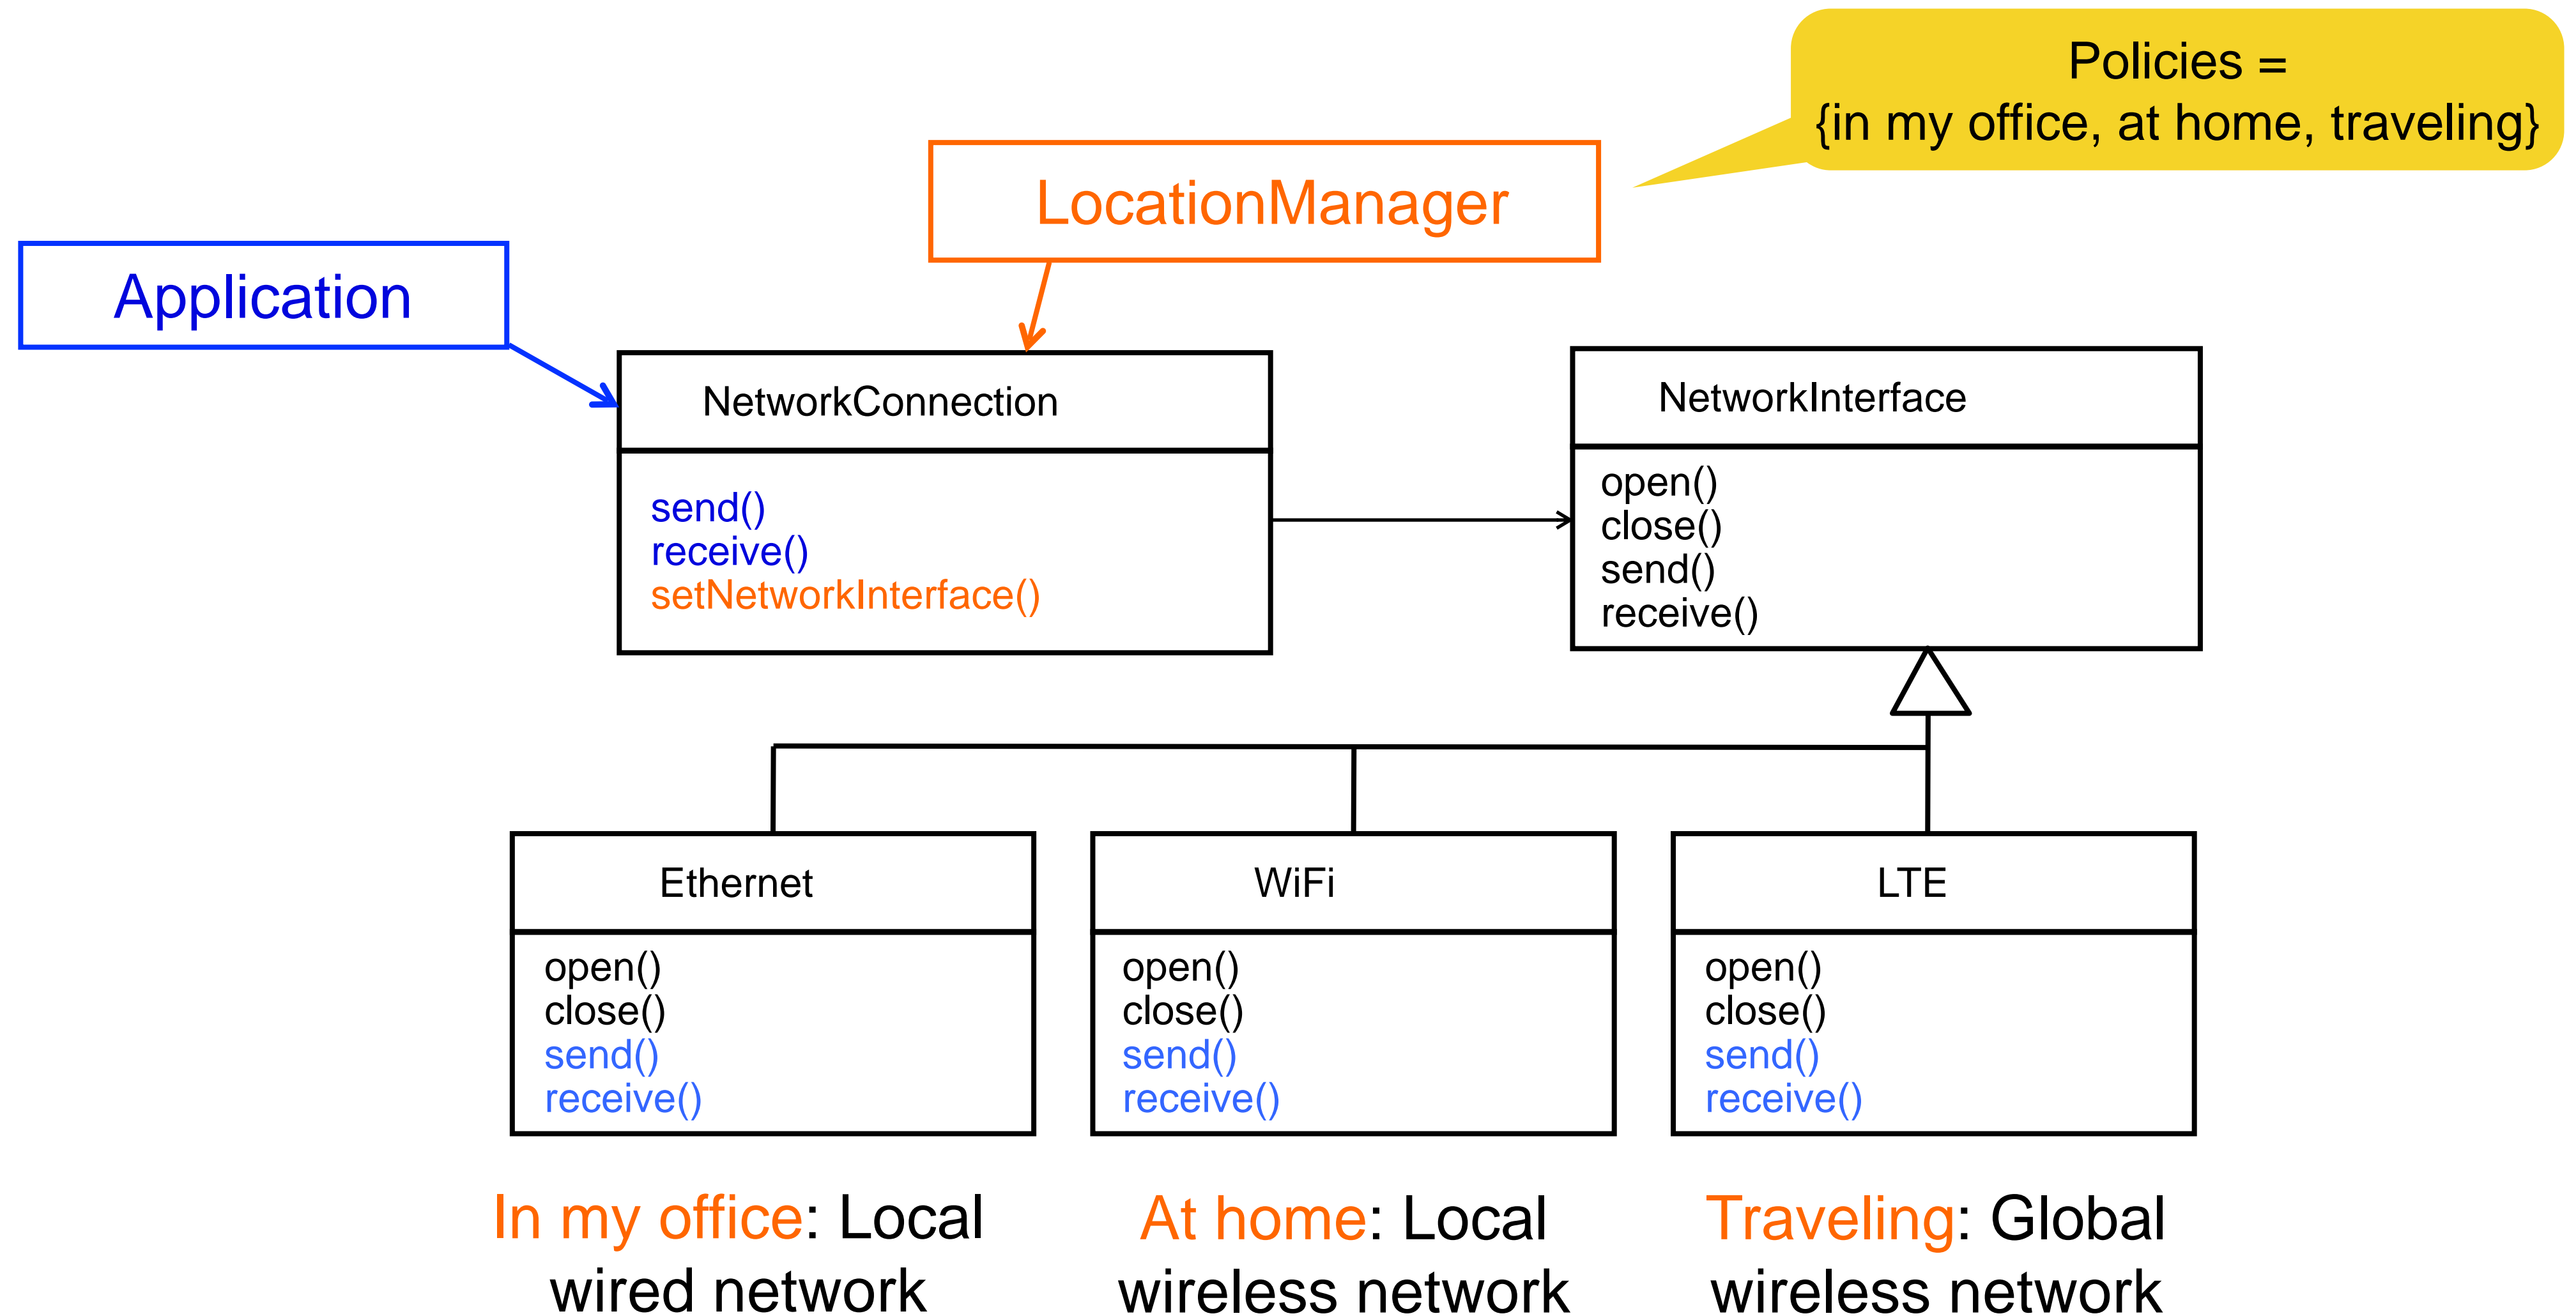 Policies =
{in my office, at home, traveling}
LocationManager
Application
NetworkConnection
send()
receive()
setNetworkInterface()
NetworkInterface
open()
close()
send()
receive()
Ethernet
open()
close()
send()
receive()
WiFi
open()
close()
send()
receive()
LTE
open()
close()
send()
receive()
In my office: Local
wired network
At home: Local
wireless network
Traveling: Global
wireless network